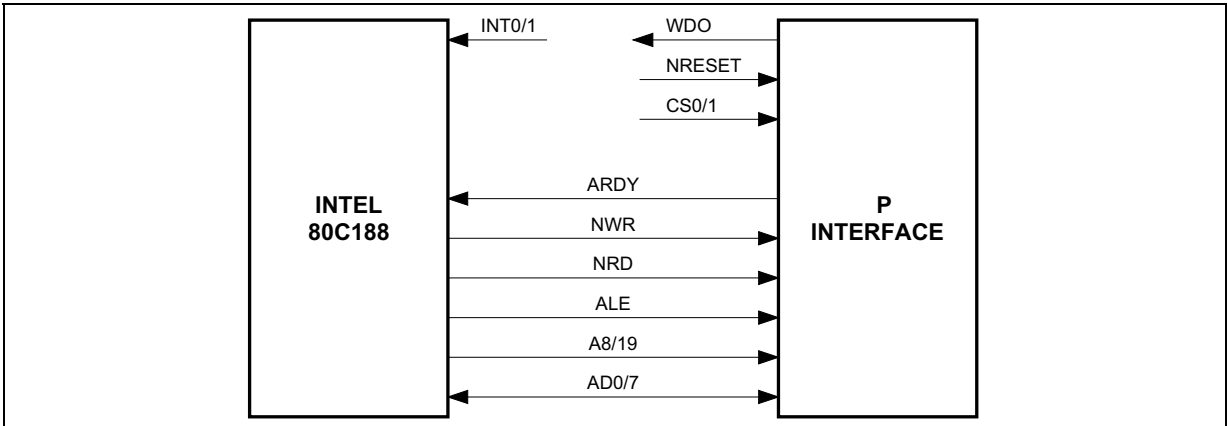 INT0/1
WDO
NRESET
CS0/1
ARDY
INTEL
80C188
P
INTERFACE
NWR
NRD
ALE
A8/19
AD0/7